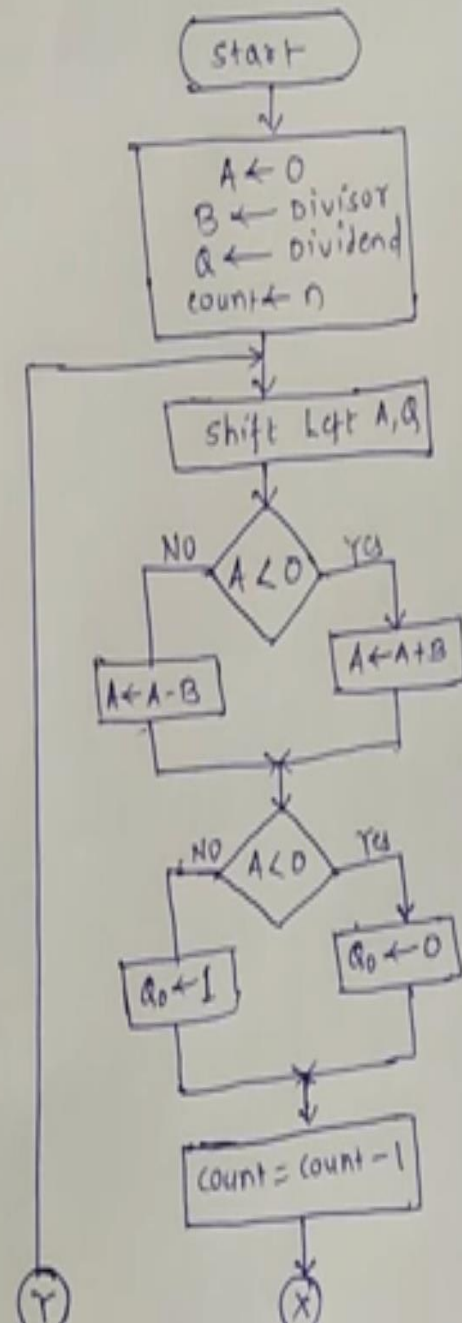 start
A ← 0
B ← Divisor
Q ← Dividend
count ← n
shift Left A, Q
NO
A < 0
Yes
A ← A - B
A ← A + B
NO
A < 0
Yes
Q₀ ← 1
Q₀ ← 0
count = count - 1
Y
X